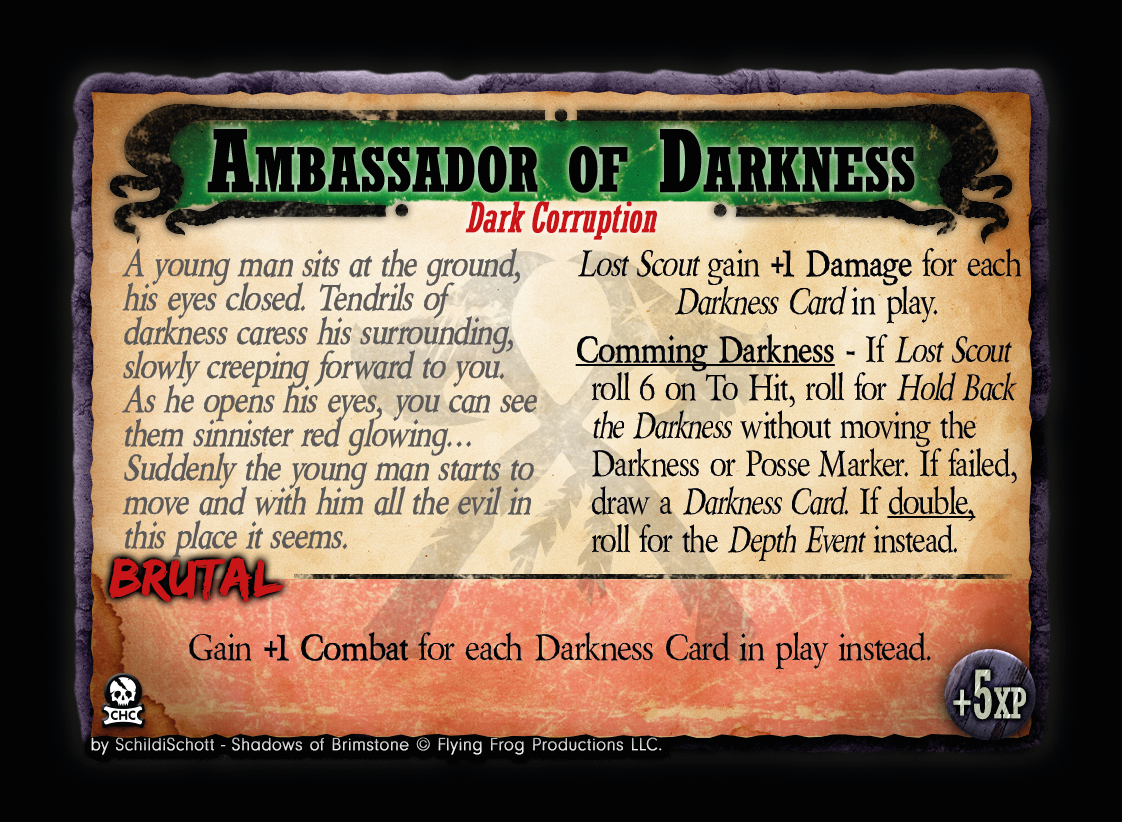 Ambassador of Darkness
Dark Corruption
A young man sits at the ground,
his eyes closed. Tendrils of
darkness caress his surrounding,
slowly creeping forward to you.
As he opens his eyes, you can see
them sinnister red glowing...
Suddenly the young man starts to
move and with him all the evil in
this place it seems.
Lost Scout gain +1 Damage for each
Darkness Card in play.
Comming Darkness - If Lost Scout
roll 6 on To Hit, roll for Hold Back
the Darkness without moving the
Darkness or Posse Marker. If failed,
draw a Darkness Card. If double,
roll for the Depth Event instead.
BRUTAL
Gain +1 Combat for each Darkness Card in play instead.
CHC
+5XP
by SchildiSchott - Shadows of Brimstone © Flying Frog Productions LLC.